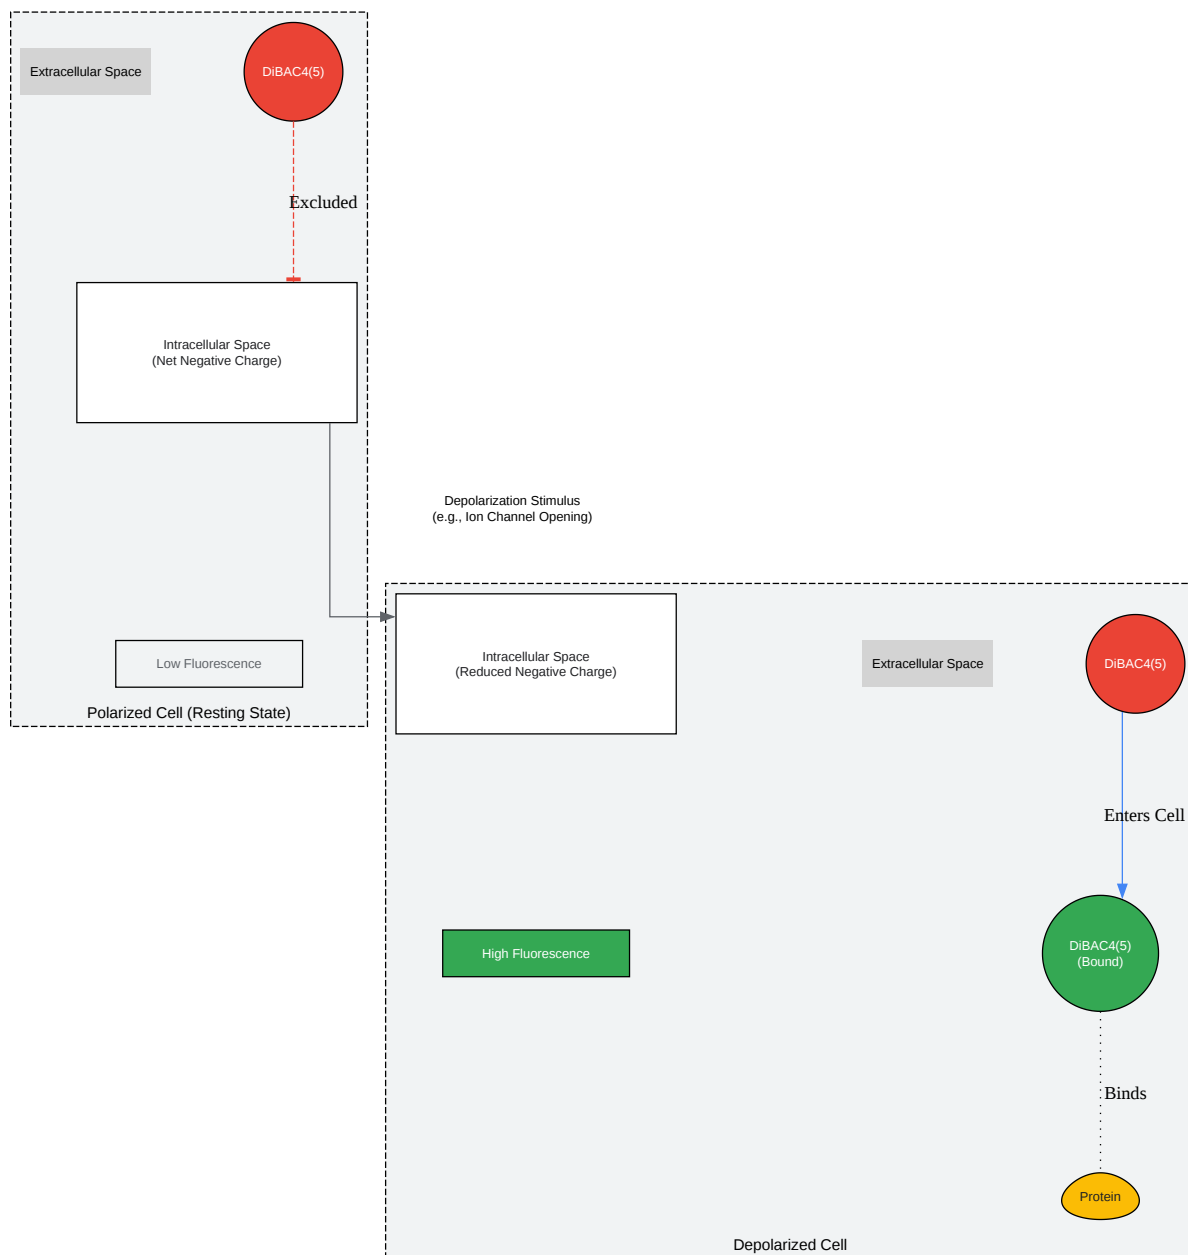 Extracellular Space
DiBAC4(5)
Excluded
Intracellular Space
(Net Negative Charge)
Low Fluorescence
Polarized Cell (Resting State)
Depolarization Stimulus
(e.g., Ion Channel Opening)
Intracellular Space
(Reduced Negative Charge)
Extracellular Space
DiBAC4(5)
Enters Cell
High Fluorescence
DiBAC4(5)
(Bound)
Binds
Protein
Depolarized Cell